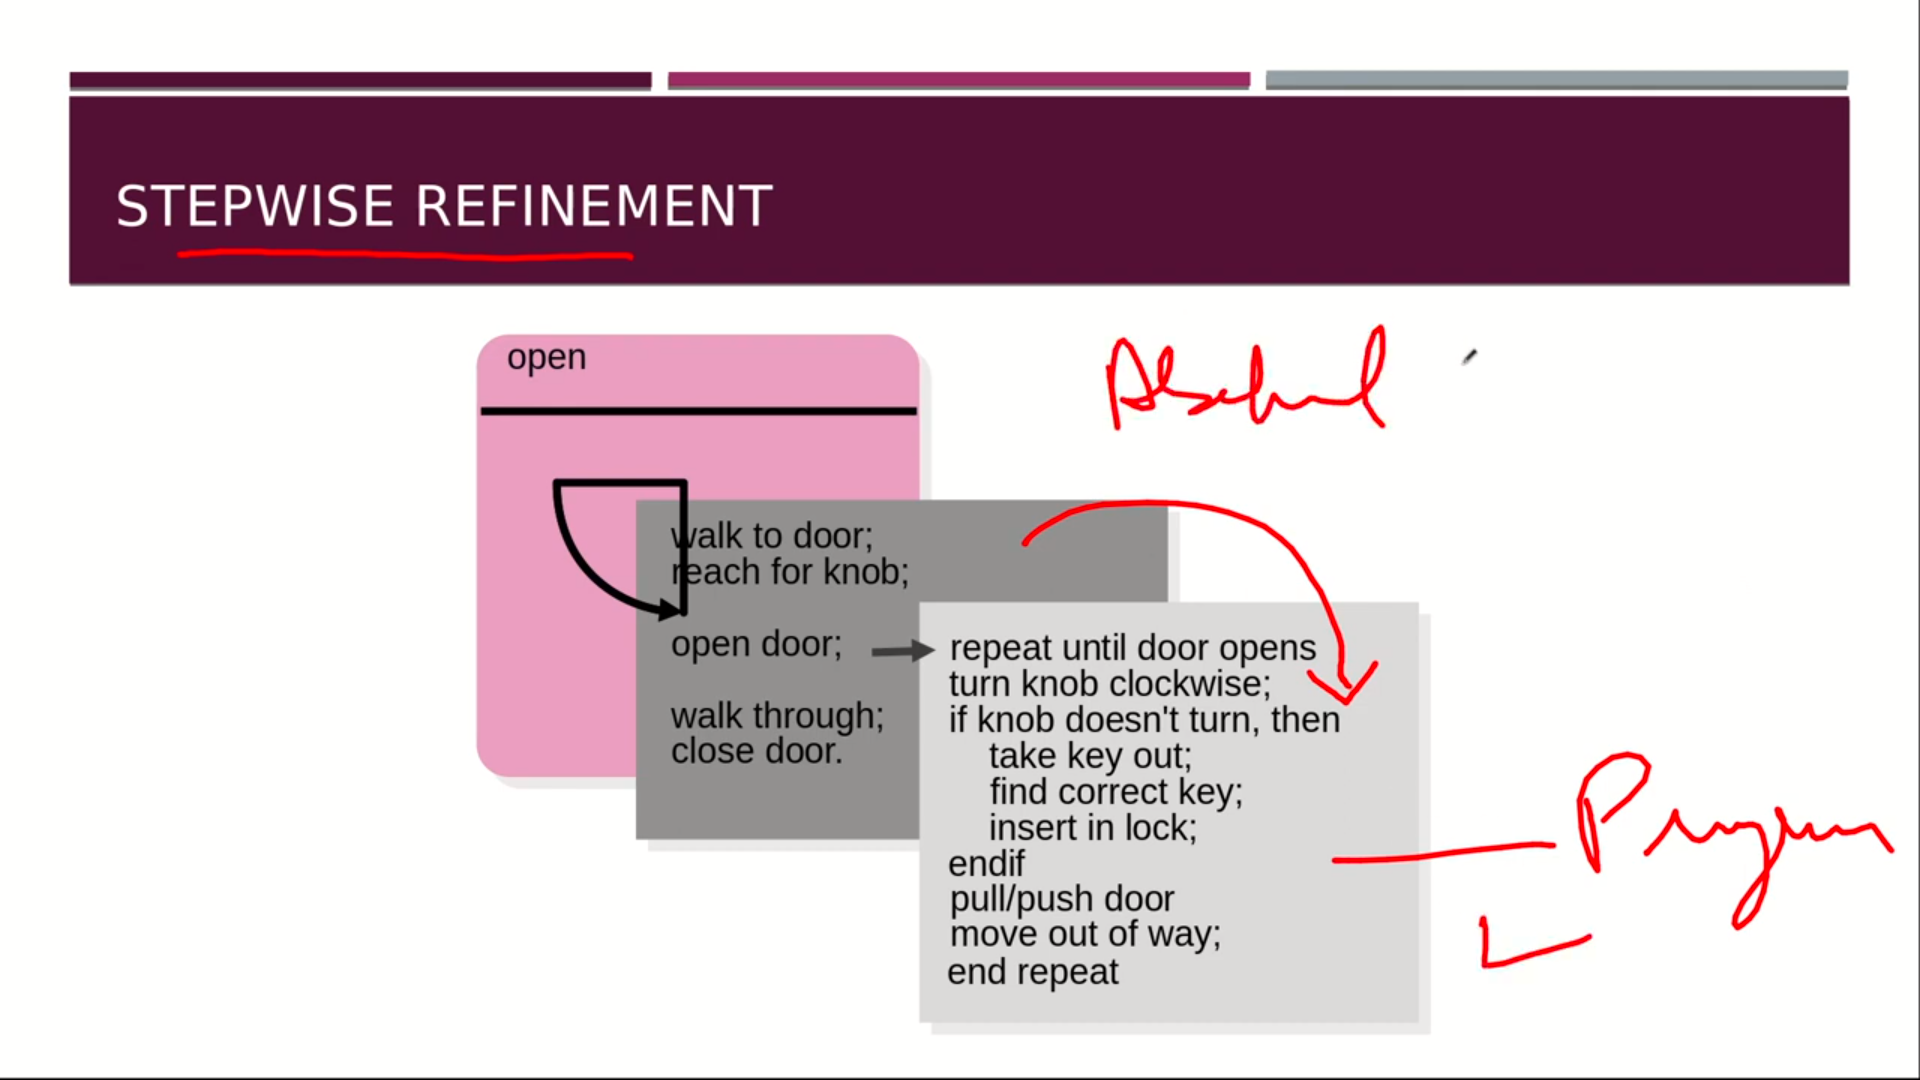 STEPWISE REFINEMENT
open
walk to door;
reach for knob;
open door;
walk through;
close door.
repeat until door opens
turn knob clockwise;
if knob doesn't turn, then
take key out;
find correct key;
insert in lock;
endif
pull/push door
move out of way;
end repeat